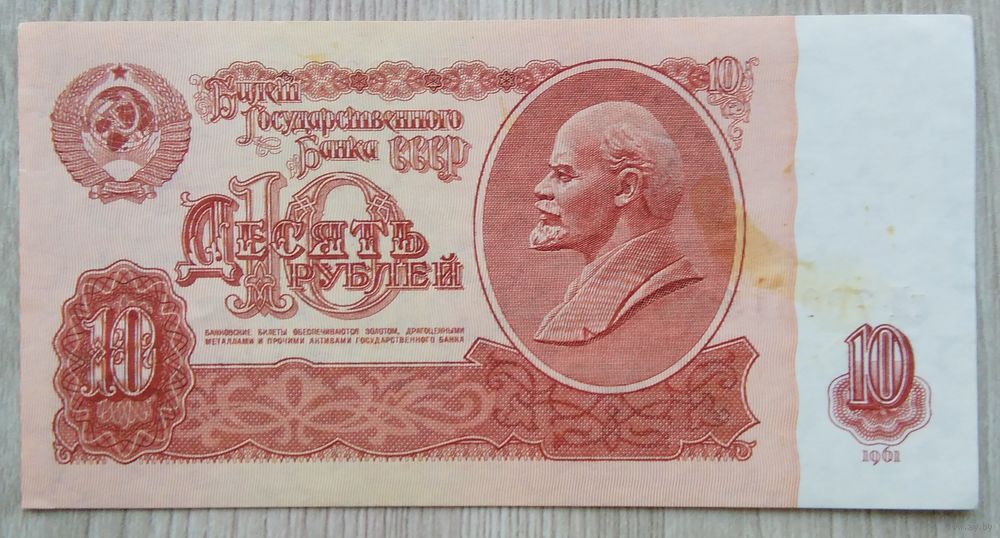 Билет
Государственного
Банка СССР
10
10
Десять
рублей
БАНКОВСКИЕ БИЛЕТЫ ОБЕСПЕЧИВАЮТСЯ ЗОЛОТОМ, ДРАГОЦЕННЫМИ
МЕТАЛЛАМИ И ПРОЧИМИ АКТИВАМИ ГОСУДАРСТВЕННОГО БАНКА
10
10
1961